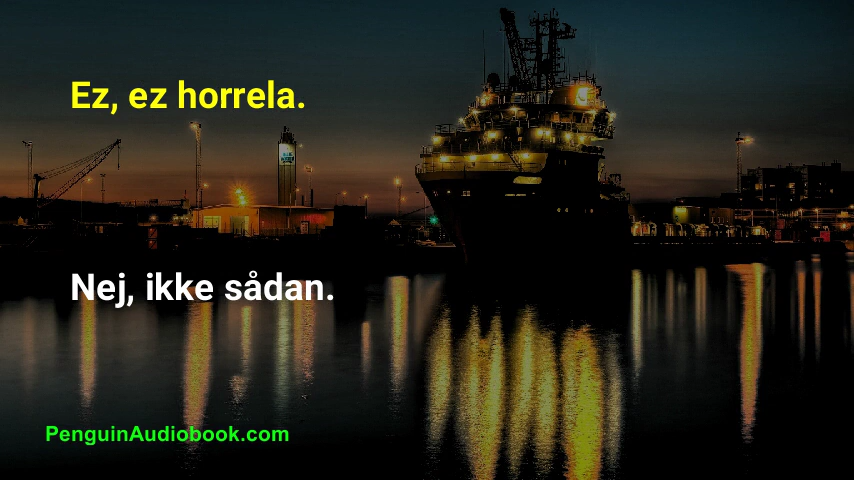 Ez, ez horrela.
Nej, ikke sådan.
PenguinAudiobook.com